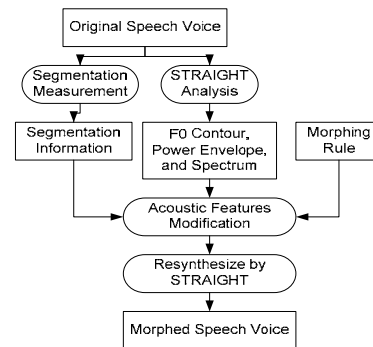 Original Speech Voice
Segmentation
Measurement
STRAIGHT
Analysis
Segmentation
Information
F0 Contour,
Power Envelope,
and Spectrum
Morphing
Rule
Acoustic Features
Modification
Resynthesize by
STRAIGHT
Morphed Speech Voice